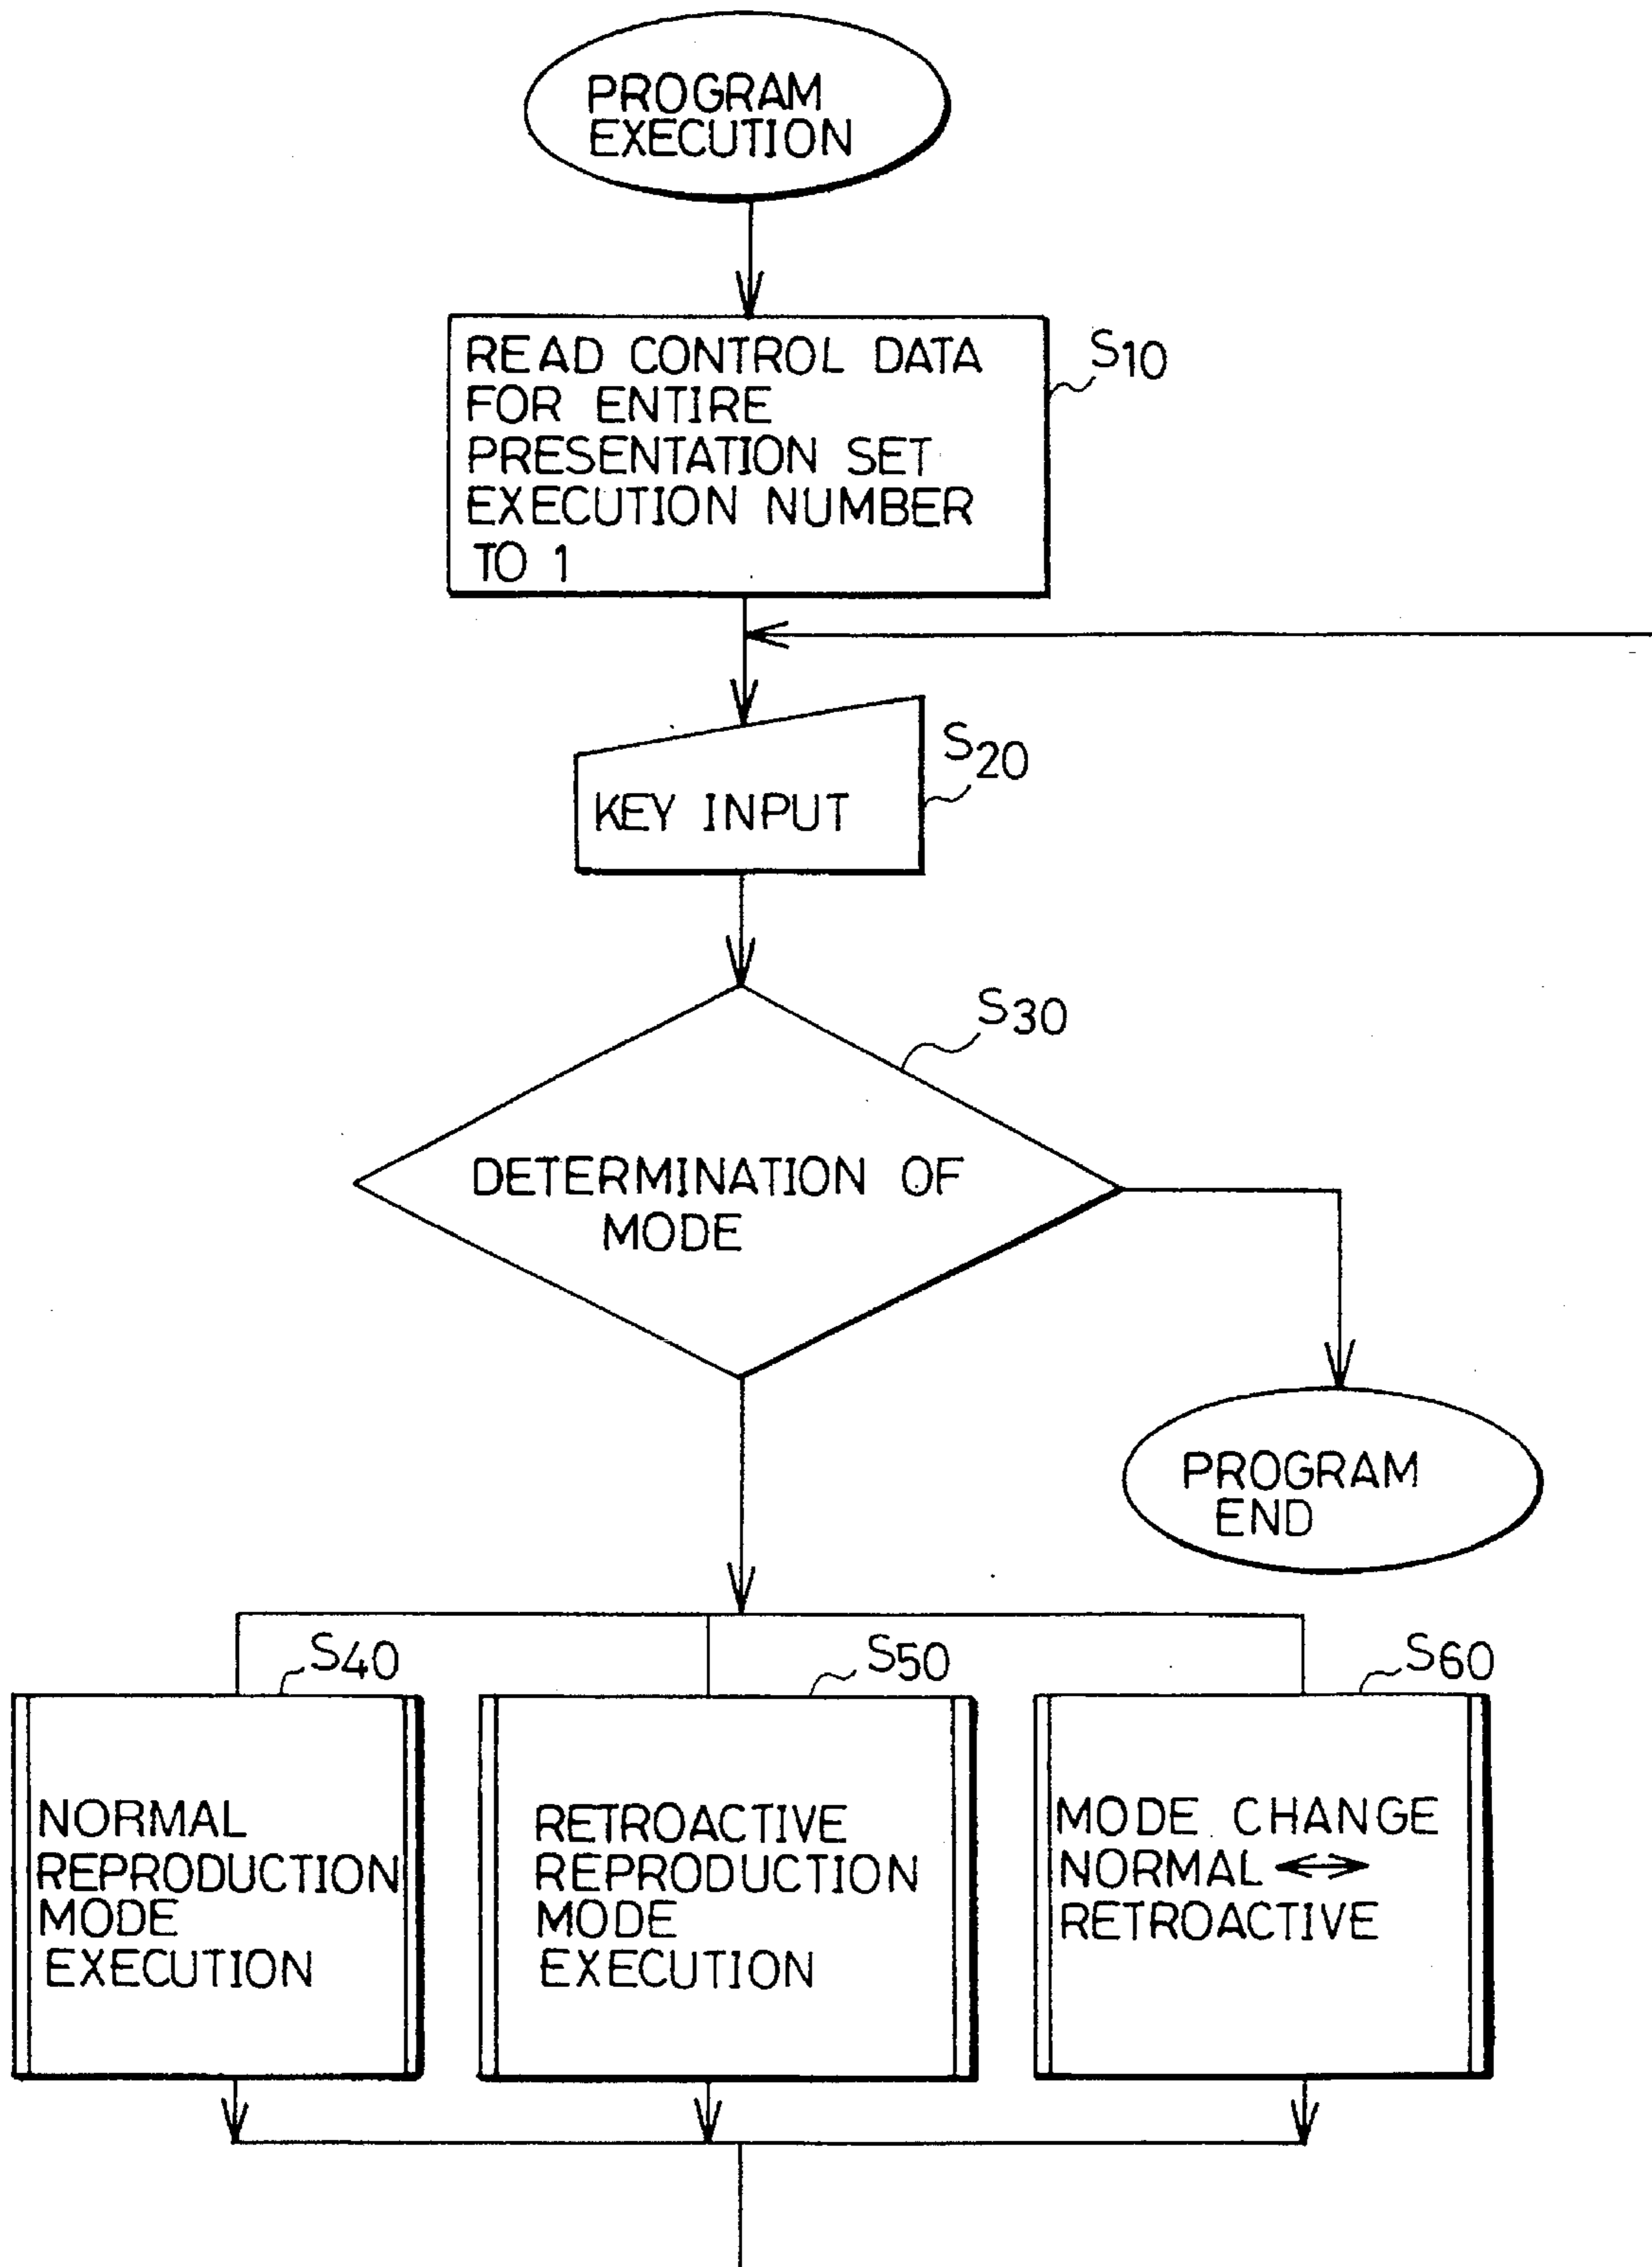 PROGRAM
EXECUTION
READ CONTROL DATA
FOR ENTIRE
PRESENTATION SET
EXECUTION NUMBER
TO 1
S10
KEY INPUT
S20
S30
DETERMINATION OF
MODE
PROGRAM
END
S40
NORMAL
REPRODUCTION
MODE
EXECUTION
S50
RETROACTIVE
REPRODUCTION
MODE
EXECUTION
S60
MODE CHANGE
NORMAL ↔
RETROACTIVE